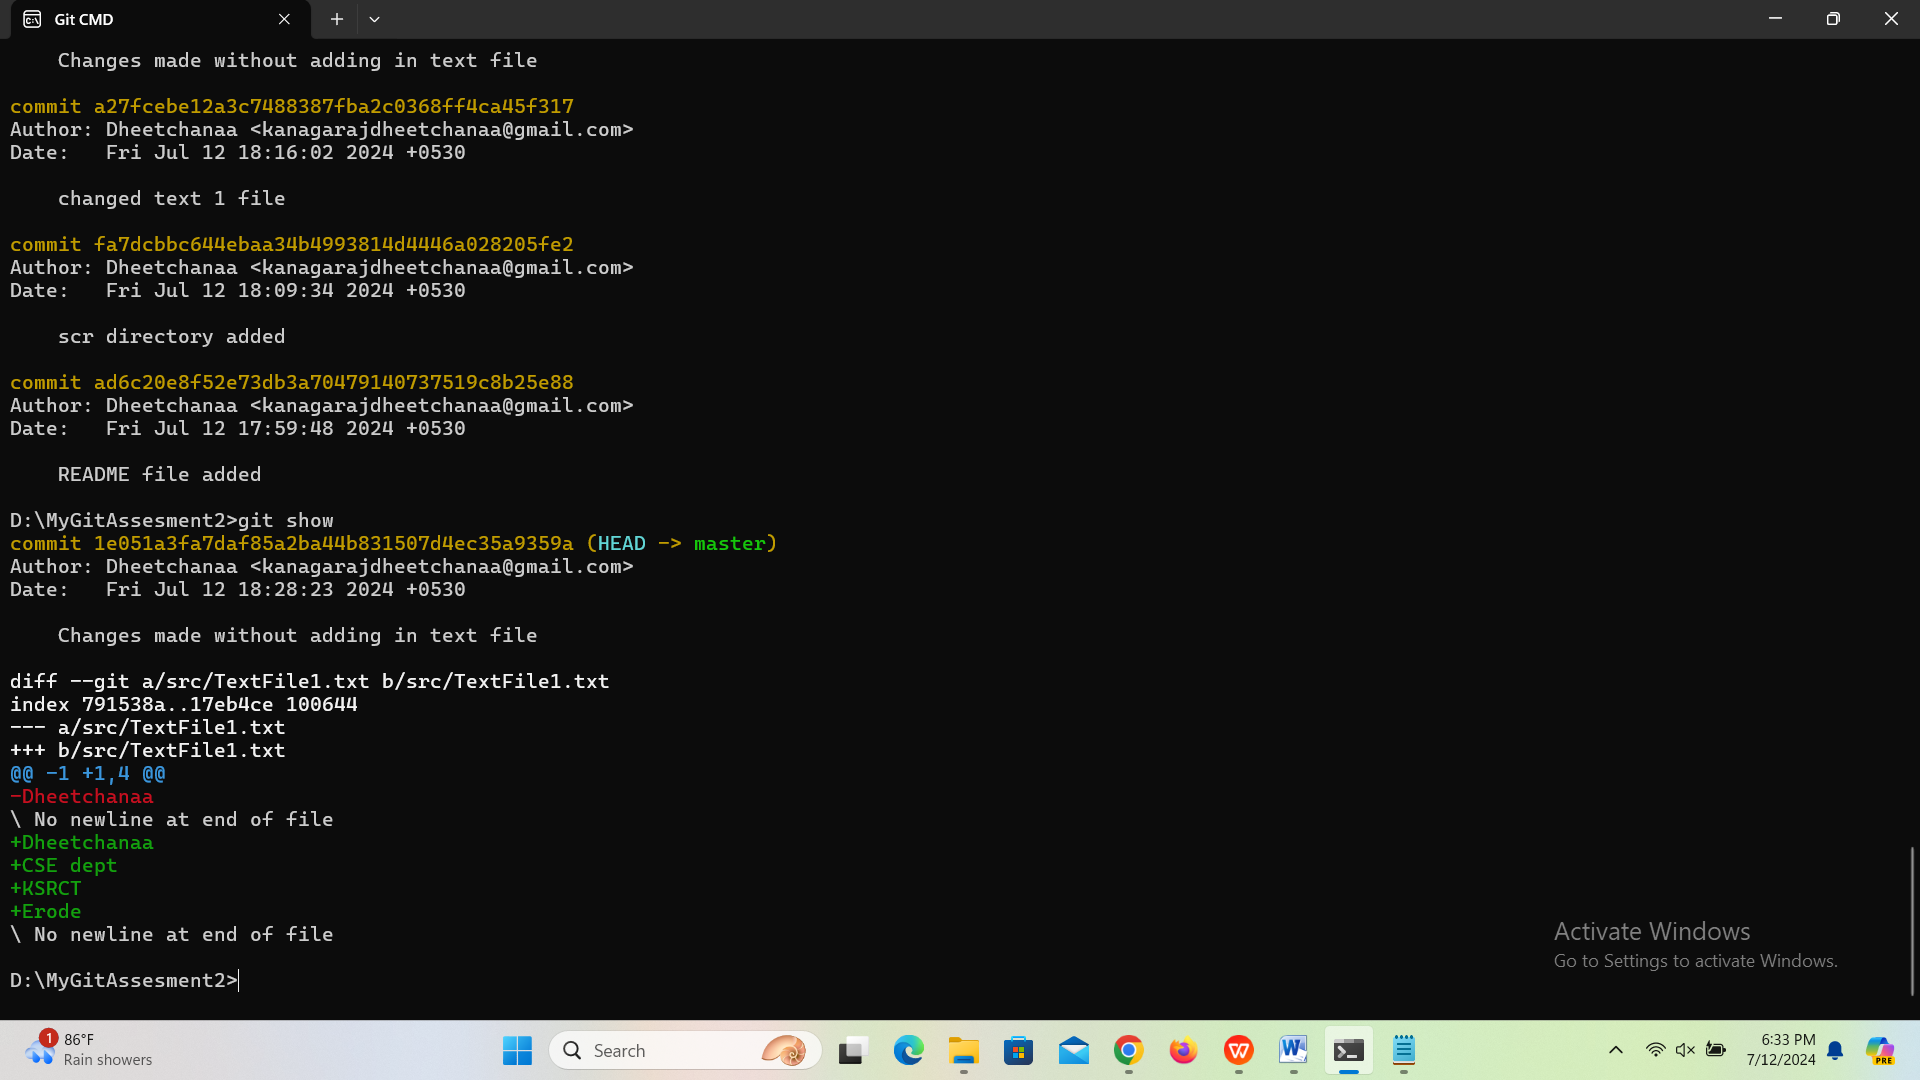 Git CMD
Changes made without adding in text file
commit a27fcebe12a3c7488387fba2c0368ff4ca45f317
Author: Dheetchanaa <kanagarajdheetchanaa@gmail.com>
Date:   Fri Jul 12 18:16:02 2024 +0530
changed text 1 file
commit fa7dcbbc644ebaa34b4993814d4446a028205fe2
Author: Dheetchanaa <kanagarajdheetchanaa@gmail.com>
Date:   Fri Jul 12 18:09:34 2024 +0530
scr directory added
commit ad6c20e8f52e73db3a70479140737519c8b25e88
Author: Dheetchanaa <kanagarajdheetchanaa@gmail.com>
Date:   Fri Jul 12 17:59:48 2024 +0530
README file added
D:\MyGitAssesment2>git show
commit 1e051a3fa7daf85a2ba44b831507d4ec35a9359a (HEAD -> master)
Author: Dheetchanaa <kanagarajdheetchanaa@gmail.com>
Date:   Fri Jul 12 18:28:23 2024 +0530
Changes made without adding in text file
diff --git a/src/TextFile1.txt b/src/TextFile1.txt
index 791538a..17eb4ce 100644
--- a/src/TextFile1.txt
+++ b/src/TextFile1.txt
@@ -1 +1,4 @@
-Dheetchanaa
\ No newline at end of file
+Dheetchanaa
+CSE dept
+KSRCT
+Erode
\ No newline at end of file
D:\MyGitAssesment2>
Activate Windows
Go to Settings to activate Windows.
1
86°F
Rain showers
Search
W
W
6:33 PM
7/12/2024
PRE